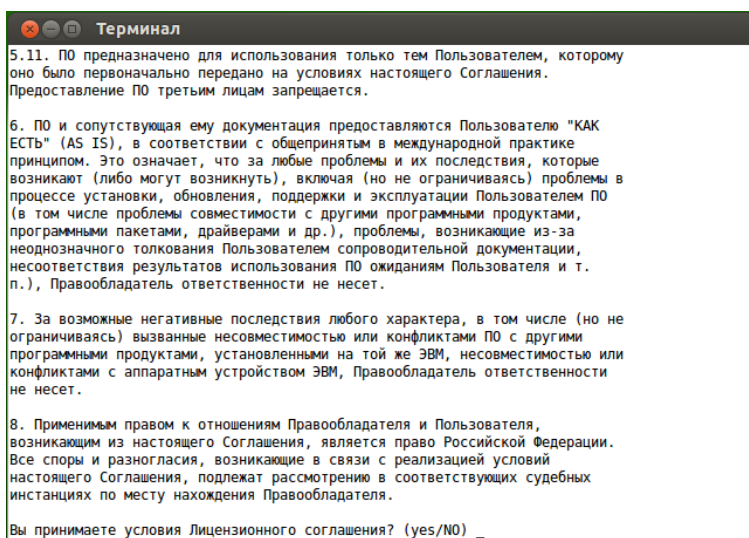 Терминал
5.11. ПО предназначено для использования только тем Пользователем, которому
оно было первоначально передано на условиях настоящего Соглашения.
Предоставление ПО третьим лицам запрещается.
6. ПО и сопутствующая ему документация предоставляются Пользователю "КАК
ЕСТЬ" (AS IS), в соответствии с общепринятым в международной практике
принципом. Это означает, что за любые проблемы и их последствия, которые
возникают (либо могут возникнуть), включая (но не ограничиваясь) проблемы в
процессе установки, обновления, поддержки и эксплуатации Пользователем ПО
(в том числе проблемы совместимости с другими программными продуктами,
программными пакетами, драйверами и др.), проблемы, возникающие из-за
неоднозначного толкования Пользователем сопроводительной документации,
несоответствия результатов использования ПО ожиданиям Пользователя и т.
п.), Правообладатель ответственности не несет.
7. За возможные негативные последствия любого характера, в том числе (но не
ограничиваясь) вызванные несовместимостью или конфликтами ПО с другими
программными продуктами, установленными на той же ЭВМ, несовместимостью или
конфликтами с аппаратным устройством ЭВМ, Правообладатель ответственности
не несет.
8. Применимым правом к отношениям Правообладателя и Пользователя,
возникающим из настоящего Соглашения, является право Российской Федерации.
Все споры и разногласия, возникающие в связи с реализацией условий
настоящего Соглашения, подлежат рассмотрению в соответствующих судебных
инстанциях по месту нахождения Правообладателя.
Вы принимаете условия Лицензионного соглашения? (yes/NO) _